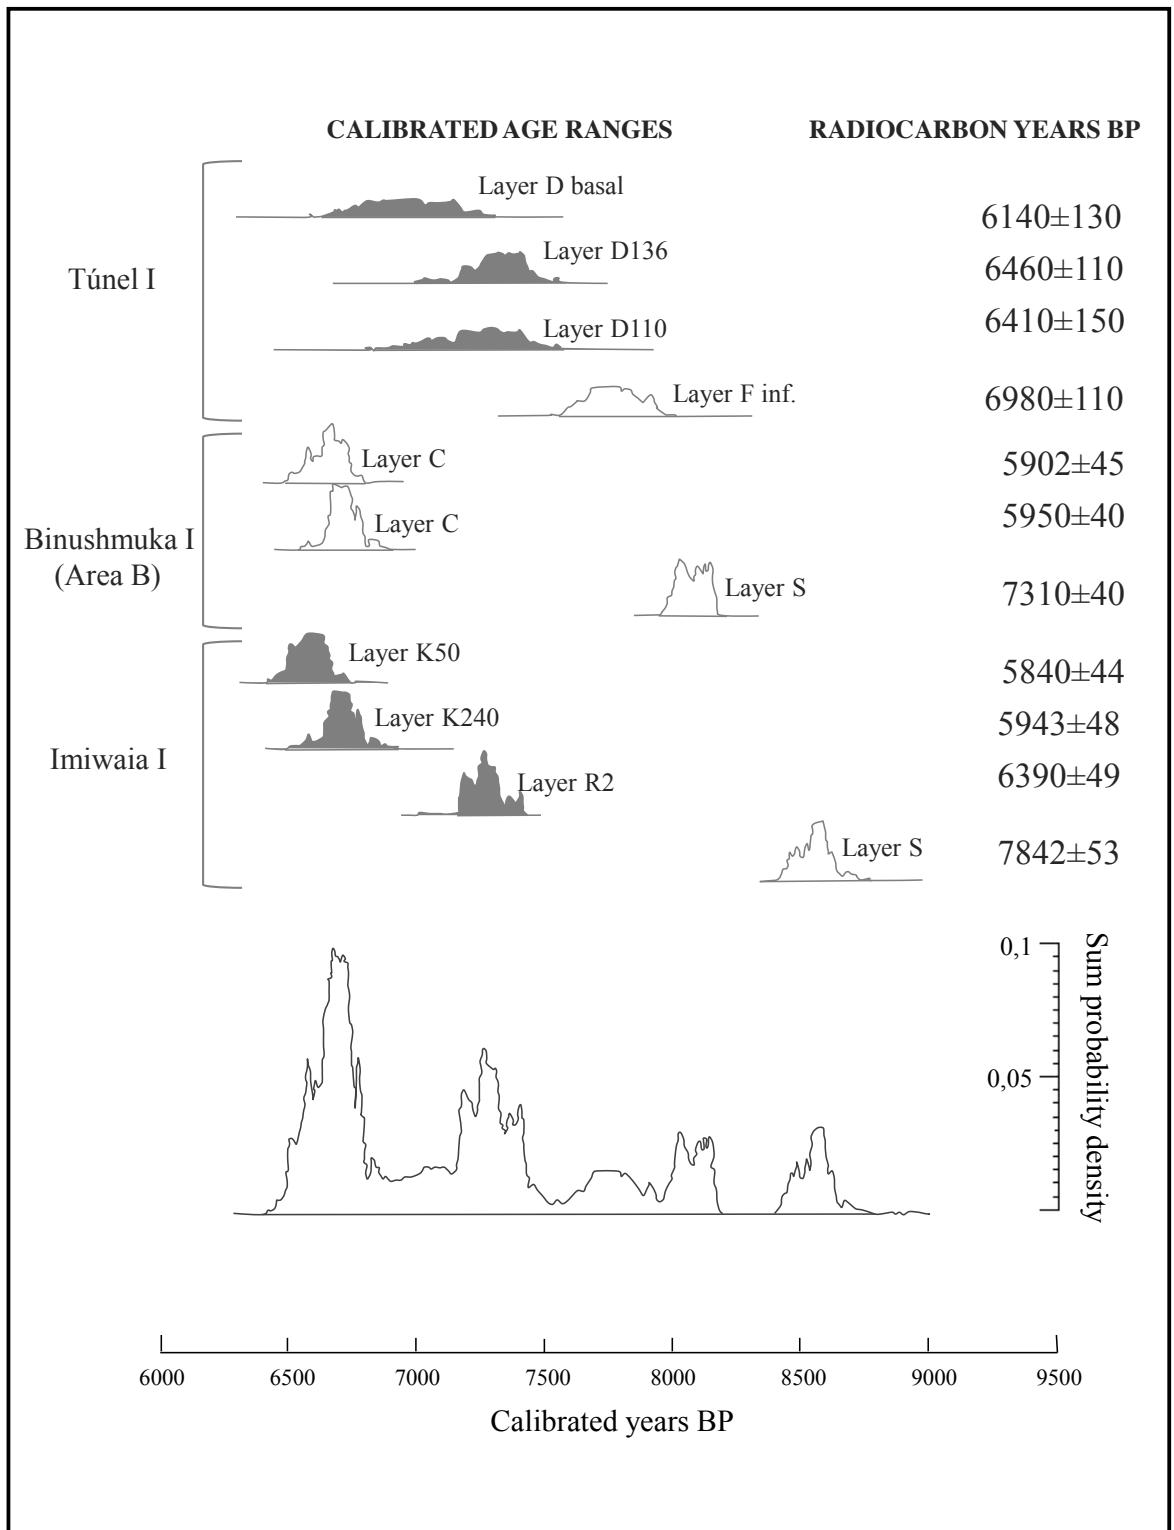 CALIBRATED AGE RANGES
RADIOCARBON YEARS BP
Túnel I
Layer D basal
6140±130
Layer D136
6460±110
Layer D110
6410±150
Layer F inf.
6980±110
Binushmuka I
(Area B)
Layer C
5902±45
Layer C
5950±40
Layer S
7310±40
Imiwaia I
Layer K50
5840±44
Layer K240
5943±48
Layer R2
6390±49
Layer S
7842±53
0,1
0,05
Sum probability density
6000 6500 7000 7500 8000 8500 9000 9500
Calibrated years BP